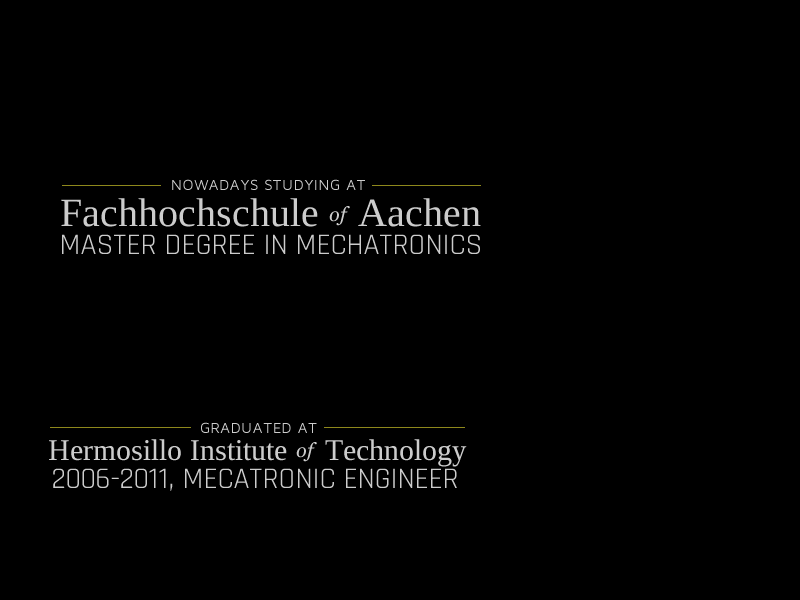 NOWADAYS STUDYING AT
Fachhochschule of Aachen
MASTER DEGREE IN MECHATRONICS
GRADUATED AT
Hermosillo Institute of Technology
2006-2011, MECATRONIC ENGINEER